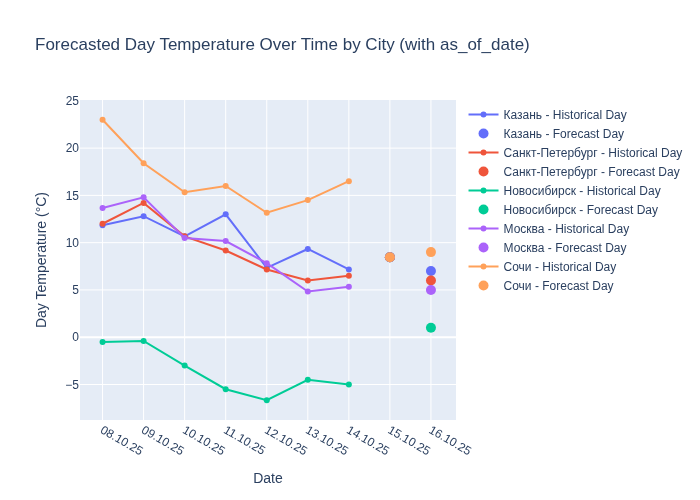 Forecasted Day Temperature Over Time by City (with as_of_date)
Day Temperature (°C)
25
20
15
10
5
0
−5
08.10.25
09.10.25
10.10.25
11.10.25
12.10.25
13.10.25
14.10.25
15.10.25
16.10.25
Date
Казань - Historical Day
Казань - Forecast Day
Санкт-Петербург - Historical Day
Санкт-Петербург - Forecast Day
Новосибирск - Historical Day
Новосибирск - Forecast Day
Москва - Historical Day
Москва - Forecast Day
Сочи - Historical Day
Сочи - Forecast Day